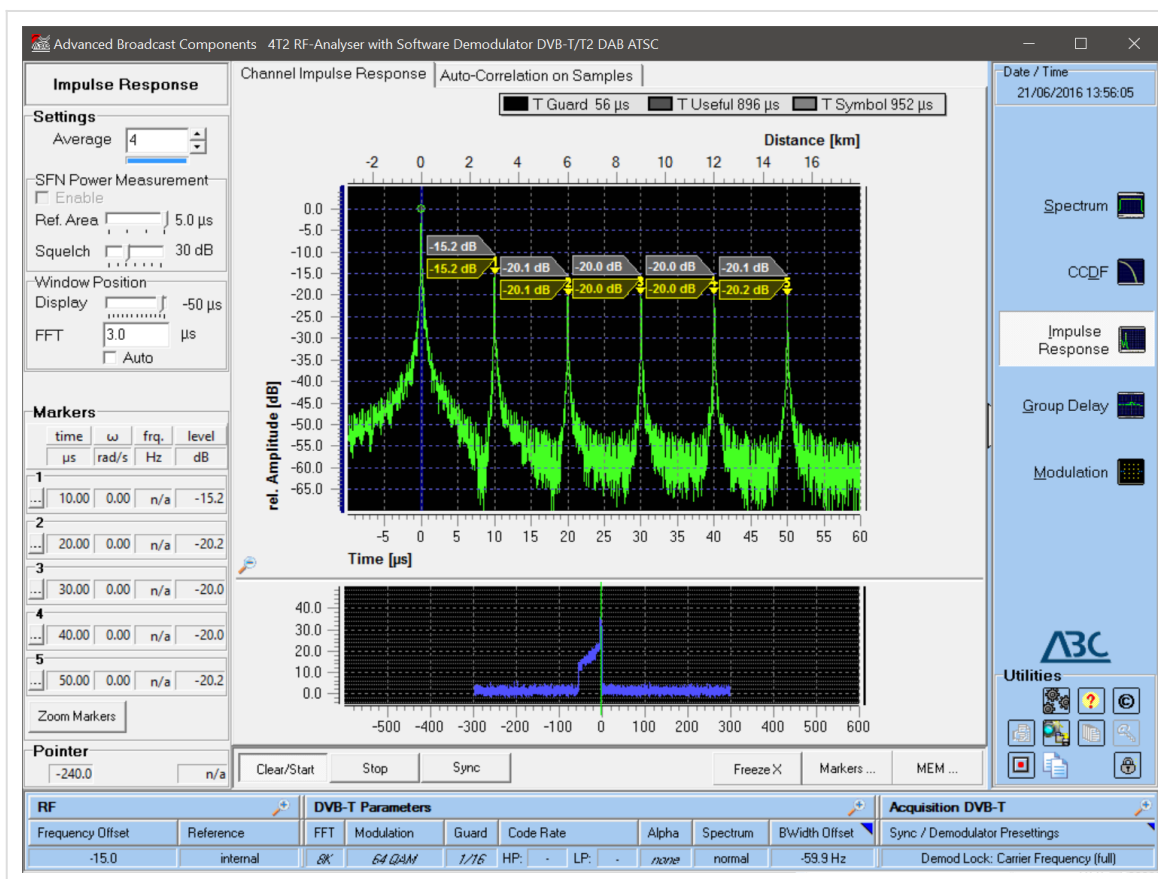 Advanced Broadcast Components 4T2 RF-Analyser with Software Demodulator DVB-T/T2 DAB ATSC
Impulse Response
Settings
Average 4
SFN Power Measurement
Enable
Ref. Area 5.0 µs
Squelch 30 dB
Window Position
Display -50 µs
FFT 3.0 µs
Auto
Markers
time ω frq. level
µs rad/s Hz dB
1
... 10.00 0.00 n/a -15.2
2
... 20.00 0.00 n/a -20.2
3
... 30.00 0.00 n/a -20.0
4
... 40.00 0.00 n/a -20.0
5
... 50.00 0.00 n/a -20.2
Zoom Markers
Pointer
-240.0 n/a
Channel Impulse Response Auto-Correlation on Samples
T Guard 56 µs T Useful 896 µs T Symbol 952 µs
Distance [km]
-2 0 2 4 6 8 10 12 14 16
0.0
-5.0
-10.0
-15.0
-20.0
-25.0
-30.0
-35.0
-40.0
-45.0
-50.0
-55.0
-60.0
-65.0
rel. Amplitude [dB]
-15.2 dB
-15.2 dB 1
-20.1 dB -20.0 dB -20.0 dB -20.1 dB
-20.1 dB 2 -20.0 dB 3 -20.0 dB 4 -20.2 dB 5
-5 0 5 10 15 20 25 30 35 40 45 50 55 60
Time [µs]
40.0
30.0
20.0
10.0
0.0
-500 -400 -300 -200 -100 0 100 200 300 400 500 600
Clear/Start Stop Sync Freeze X Markers ... MEM ...
Date / Time
21/06/2016 13:56:05
Spectrum
CCDF
Impulse
Response
Group Delay
Modulation
ABC
Utilities
? ©
RF
Frequency Offset Reference
-15.0 internal
DVB-T Parameters
FFT Modulation Guard Code Rate Alpha Spectrum BWidth Offset
8K 64 QAM 1/16 HP: - LP: - none normal -59.9 Hz
Acquisition DVB-T
Sync / Demodulator Presettings
Demod Lock: Carrier Frequency (full)